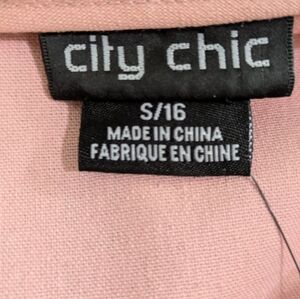 city chic
S/16
MADE IN CHINA
FABRIQUE EN CHINE